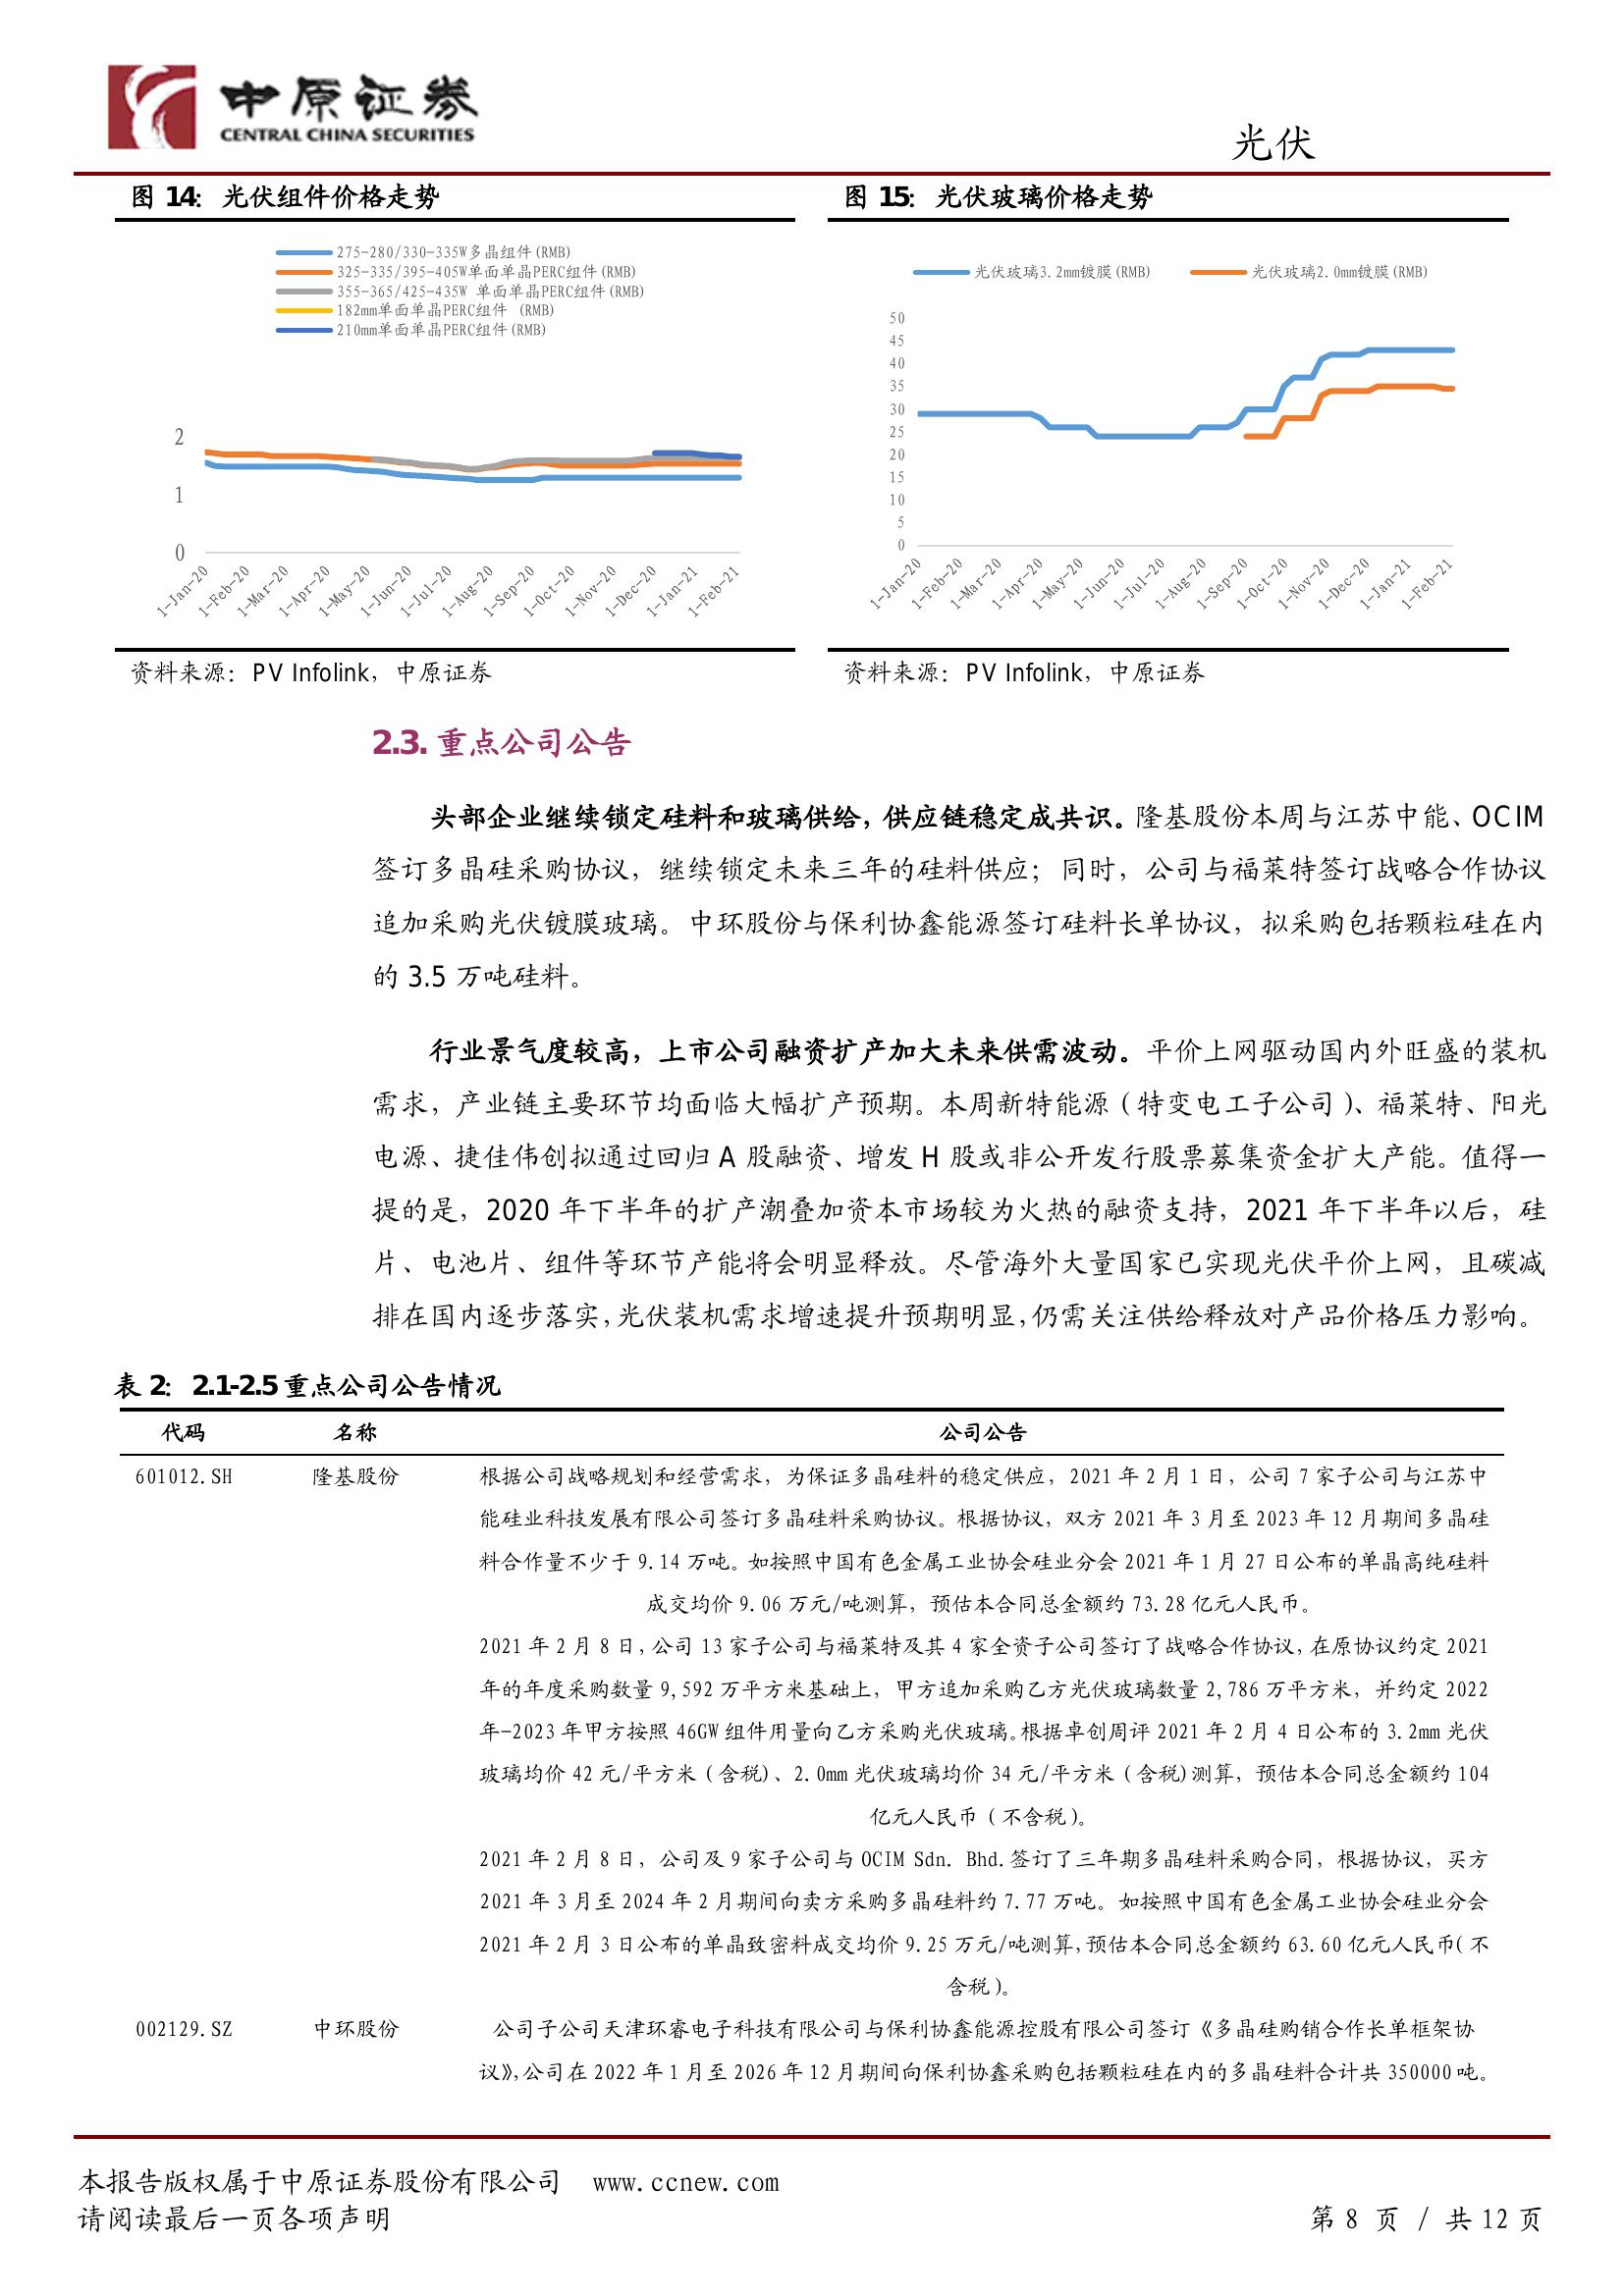 中原证券
CENTRAL CHINA SECURITIES
光伏
图 14: 光伏组件价格走势
275-280/330-335W多晶组件(RMB)
325-335/395-405W单面单晶PERC组件(RMB)
355-365/425-435W 单面单晶PERC组件(RMB)
182mm单面单晶PERC组件 (RMB)
210mm单面单晶PERC组件(RMB)
2
1
0
1-Jan-20
1-Feb-20
1-Mar-20
1-Apr-20
1-May-20
1-Jun-20
1-Jul-20
1-Aug-20
1-Sep-20
1-Oct-20
1-Nov-20
1-Dec-20
1-Jan-21
1-Feb-21
资料来源：PV Infolink，中原证券
图 15: 光伏玻璃价格走势
光伏玻璃3.2mm镀膜(RMB)
光伏玻璃2.0mm镀膜(RMB)
50
45
40
35
30
25
20
15
10
5
0
1-Jan-20
1-Feb-20
1-Mar-20
1-Apr-20
1-May-20
1-Jun-20
1-Jul-20
1-Aug-20
1-Sep-20
1-Oct-20
1-Nov-20
1-Dec-20
1-Jan-21
1-Feb-21
资料来源：PV Infolink，中原证券
2.3. 重点公司公告
头部企业继续锁定硅料和玻璃供给，供应链稳定成共识。隆基股份本周与江苏中能、OCIM
签订多晶硅采购协议，继续锁定未来三年的硅料供应；同时，公司与福莱特签订战略合作协议
追加采购光伏镀膜玻璃。中环股份与保利协鑫能源签订硅料长单协议，拟采购包括颗粒硅在内
的 3.5 万吨硅料。
行业景气度较高，上市公司融资扩产加大未来供需波动。平价上网驱动国内外旺盛的装机
需求，产业链主要环节均面临大幅扩产预期。本周新特能源（特变电工子公司）、福莱特、阳光
电源、捷佳伟创拟通过回归 A 股融资、增发 H 股或非公开发行股票募集资金扩大产能。值得一
提的是，2020 年下半年的扩产潮叠加资本市场较为火热的融资支持，2021 年下半年以后，硅
片、电池片、组件等环节产能将会明显释放。尽管海外大量国家已实现光伏平价上网，且碳减
排在国内逐步落实，光伏装机需求增速提升预期明显，仍需关注供给释放对产品价格压力影响。
表 2: 2.1-2.5 重点公司公告情况
代码 名称 公司公告
601012.SH 隆基股份 根据公司战略规划和经营需求，为保证多晶硅料的稳定供应，2021 年 2 月 1 日，公司 7 家子公司与江苏中
能硅业科技发展有限公司签订多晶硅料采购协议。根据协议，双方 2021 年 3 月至 2023 年 12 月期间多晶硅
料合作量不少于 9.14 万吨。如按照中国有色金属工业协会硅业分会 2021 年 1 月 27 日公布的单晶高纯硅料
成交均价 9.06 万元/吨测算，预估本合同总金额约 73.28 亿元人民币。
2021 年 2 月 8 日，公司 13 家子公司与福莱特及其 4 家全资子公司签订了战略合作协议，在原协议约定 2021
年的年度采购数量 9,592 万平方米基础上，甲方追加采购乙方光伏玻璃数量 2,786 万平方米，并约定 2022
年-2023 年甲方按照 46GW 组件用量向乙方采购光伏玻璃。根据卓创周评 2021 年 2 月 4 日公布的 3.2mm 光伏
玻璃均价 42 元/平方米（含税）、2.0mm 光伏玻璃均价 34 元/平方米（含税）测算，预估本合同总金额约 104
亿元人民币（不含税）。
2021 年 2 月 8 日，公司及 9 家子公司与 OCIM Sdn. Bhd.签订了三年期多晶硅料采购合同，根据协议，买方
2021 年 3 月至 2024 年 2 月期间向卖方采购多晶硅料约 7.77 万吨。如按照中国有色金属工业协会硅业分会
2021 年 2 月 3 日公布的单晶致密料成交均价 9.25 万元/吨测算，预估本合同总金额约 63.60 亿元人民币（不
含税）。
002129.SZ 中环股份 公司子公司天津环睿电子科技有限公司与保利协鑫能源控股有限公司签订《多晶硅购销合作长单框架协
议》，公司在 2022 年 1 月至 2026 年 12 月期间向保利协鑫采购包括颗粒硅在内的多晶硅料合计共 350000 吨。
本报告版权属于中原证券股份有限公司 www.ccnew.com
请阅读最后一页各项声明
第 8 页 / 共 12 页